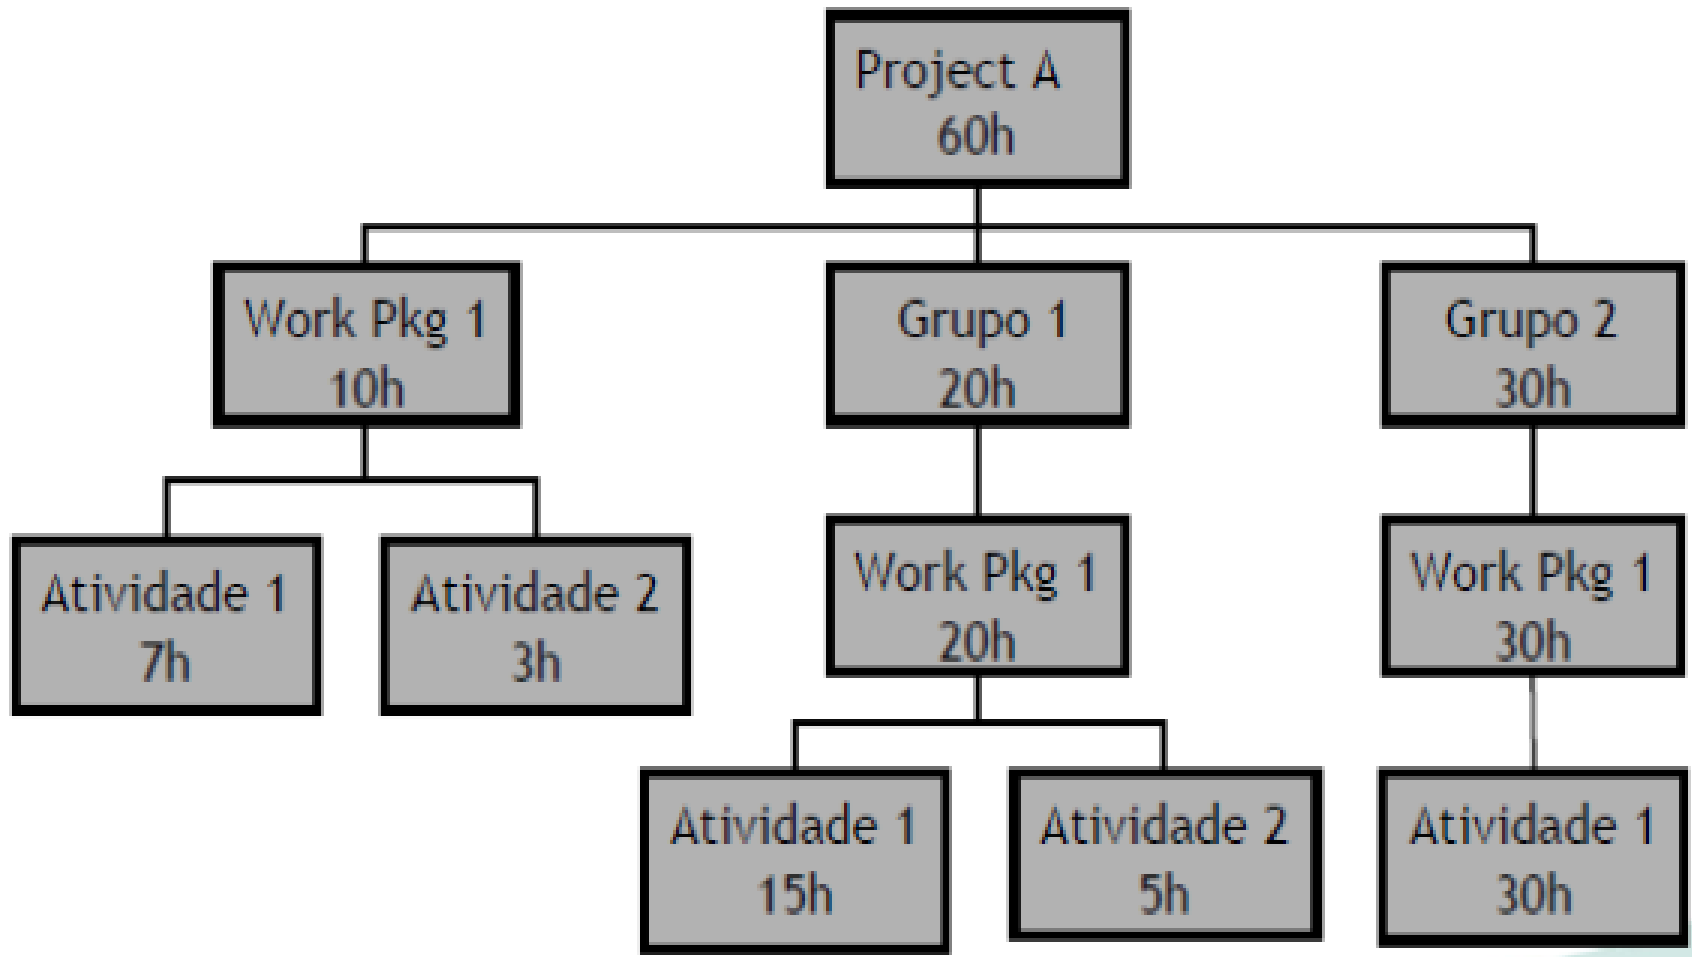 Project A
60h
Work Pkg 1
10h
Grupo 1
20h
Grupo 2
30h
Atividade 1
7h
Atividade 2
3h
Work Pkg 1
20h
Work Pkg 1
30h
Atividade 1
15h
Atividade 2
5h
Atividade 1
30h